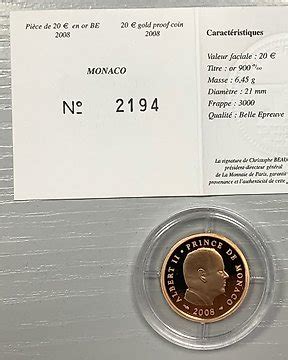 Pièce de 20 € en or BE
2008
20 € gold proof coin
2008
MONACO
Nº 2194
Caractéristiques
Valeur faciale : 20 €
Titre : or 900 ‰
Masse : 6,45 g
Diamètre : 21 mm
Frappe : 3000
Qualité : Belle Epreuve
La signature de Christophe BEAU
président-directeur général
de La Monnaie de Paris, garantit
provenance et l'authenticité de cette
ALBERT II • PRINCE DE MONACO
2008